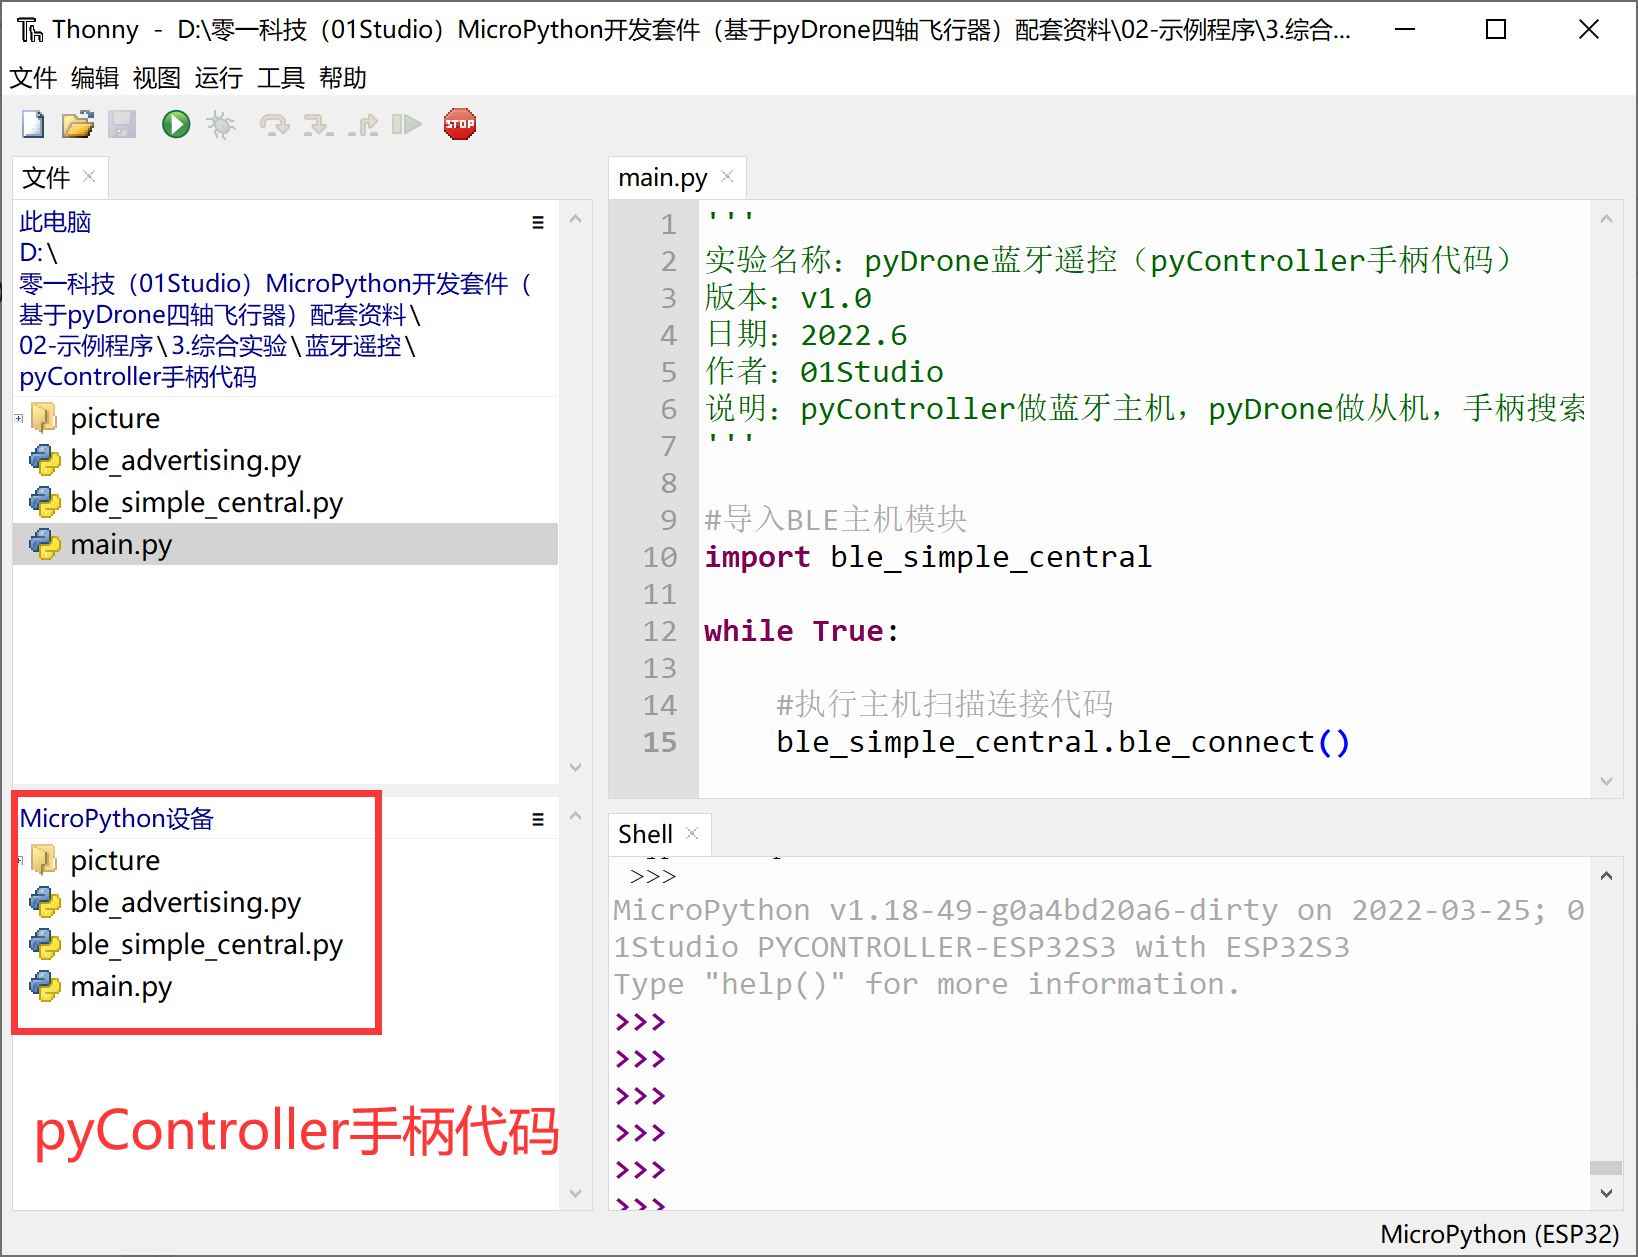 Thonny - D:\零一科技（01Studio）MicroPython开发套件（基于pyDrone四轴飞行器）配套资料\02-示例程序\3.综合...
文件 编辑 视图 运行 工具 帮助
STOP
文件
此电脑
D:\
零一科技（01Studio）MicroPython开发套件（
基于pyDrone四轴飞行器）配套资料\
02-示例程序\3.综合实验\蓝牙遥控\
pyController手柄代码
picture
ble_advertising.py
ble_simple_central.py
main.py
MicroPython设备
picture
ble_advertising.py
ble_simple_central.py
main.py
pyController手柄代码
main.py
1 '''
2 实验名称：pyDrone蓝牙遥控（pyController手柄代码）
3 版本：v1.0
4 日期：2022.6
5 作者：01Studio
6 说明：pyController做蓝牙主机，pyDrone做从机，手柄搜索
7 '''
8
9 #导入BLE主机模块
10 import ble_simple_central
11
12 while True:
13
14 #执行主机扫描连接代码
15 ble_simple_central.ble_connect()
Shell
>>>
MicroPython v1.18-49-g0a4bd20a6-dirty on 2022-03-25; 0
1Studio PYCONTROLLER-ESP32S3 with ESP32S3
Type "help()" for more information.
>>>
>>>
>>>
>>>
>>>
>>>
MicroPython (ESP32)